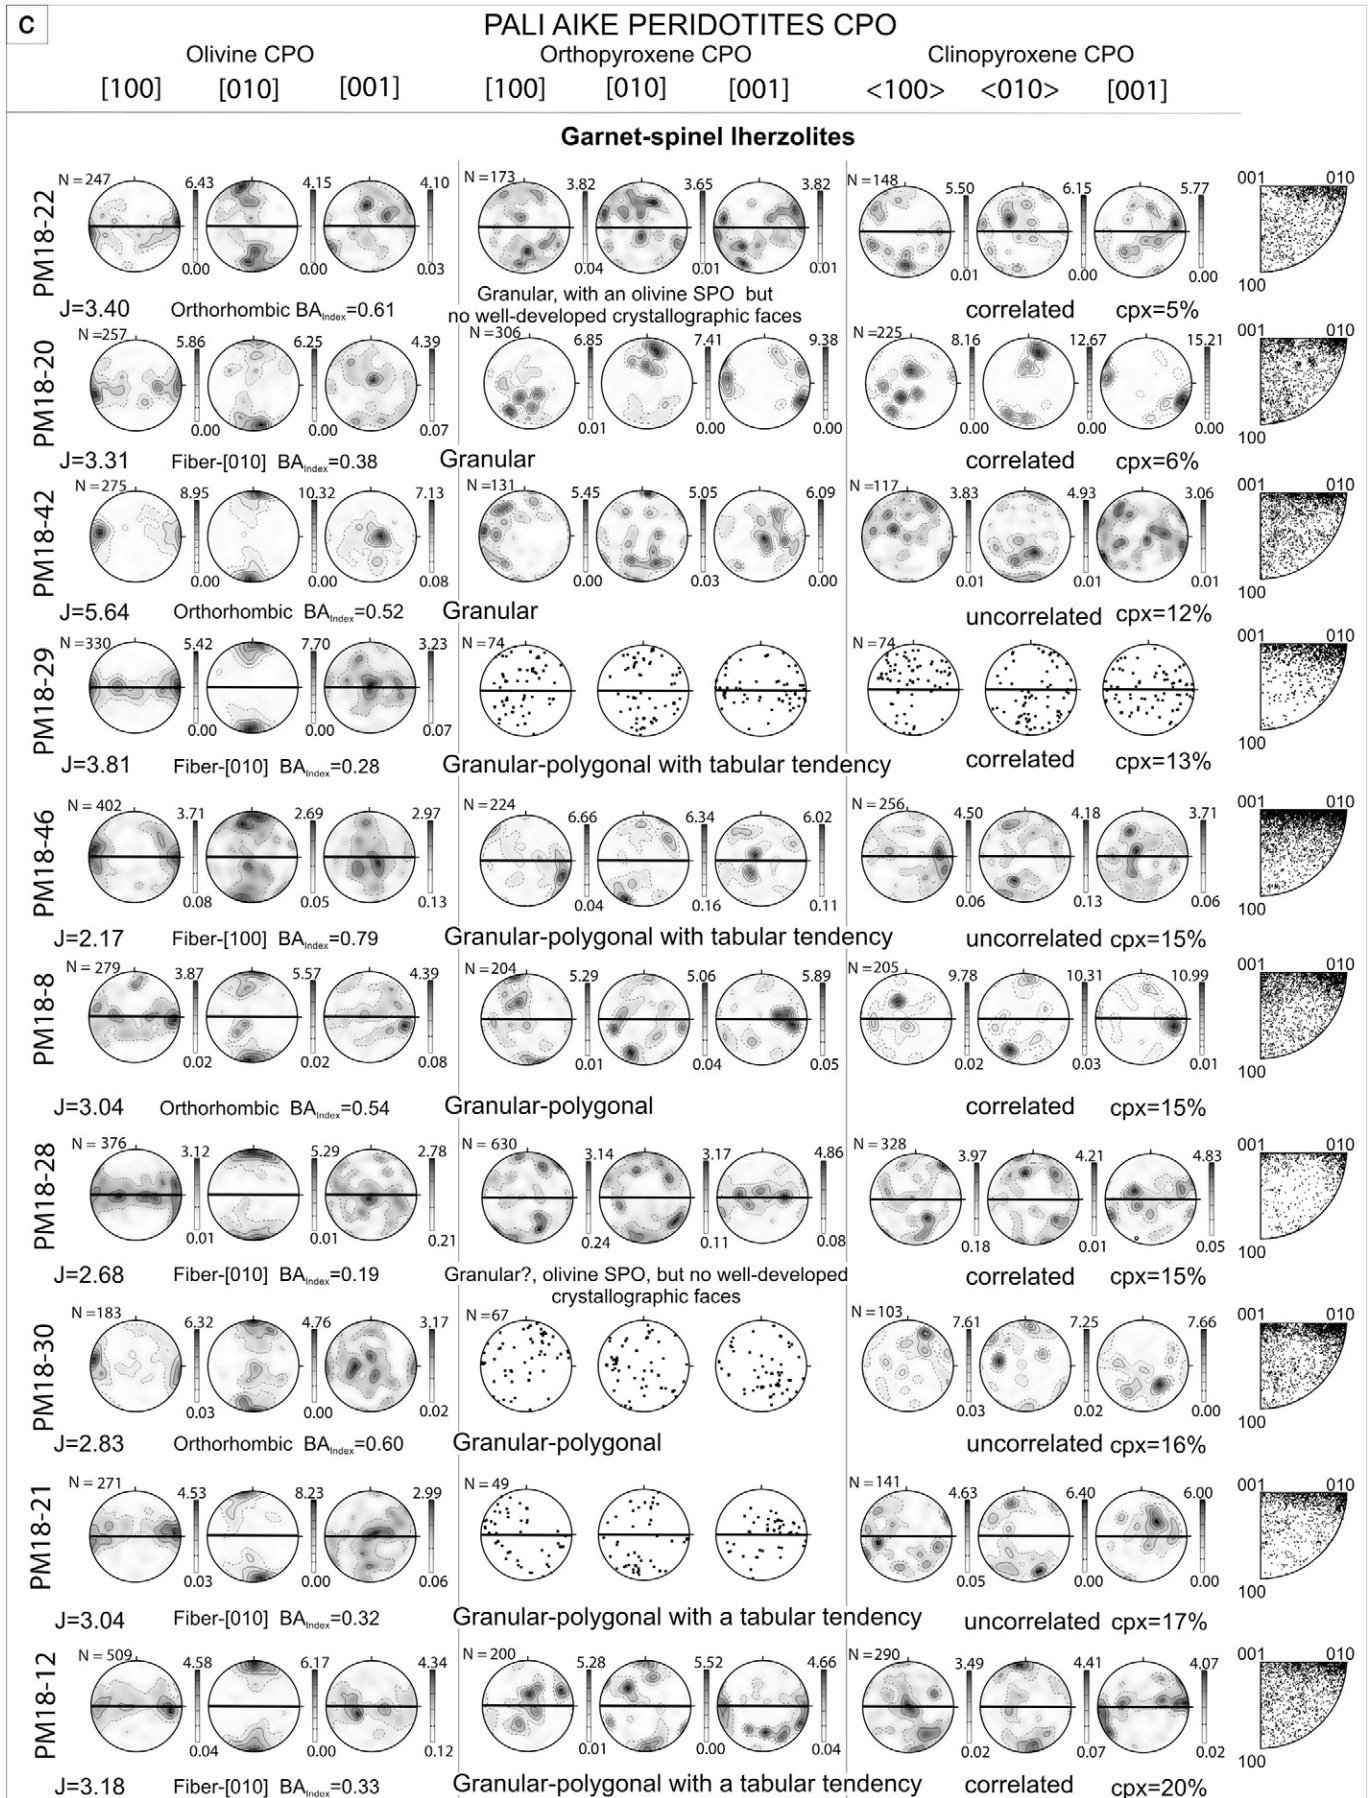 C
PALI AIKE PERIDOTITES CPO
Olivine CPO Orthopyroxene CPO Clinopyroxene CPO
[100] [010] [001] [100] [010] [001] <100> <010> [001]
Garnet-spinel lherzolites
PM18-22
N=247 6.43 4.15 4.10 N=173 3.82 3.65 3.82 N=148 5.50 6.15 5.77 001 010
0.00 0.00 0.03 0.04 0.01 0.01 0.01 0.00 0.00 100
J=3.40 Orthorhombic BAIndex=0.61 Granular, with an olivine SPO but correlated cpx=5%
no well-developed crystallographic faces
PM18-20
N=257 5.86 6.25 4.39 N=306 6.85 7.41 9.38 N=225 8.16 12.67 15.21 001 010
0.00 0.00 0.07 0.01 0.00 0.00 0.00 0.00 0.00 100
J=3.31 Fiber-[010] BAIndex=0.38 Granular correlated cpx=6%
PM18-42
N=275 8.95 10.32 7.13 N=131 5.45 5.05 6.09 N=117 3.83 4.93 3.06 001 010
0.00 0.00 0.08 0.00 0.03 0.00 0.01 0.01 0.01 100
J=5.64 Orthorhombic BAIndex=0.52 Granular uncorrelated cpx=12%
PM18-29
N=330 5.42 7.70 3.23 N=74 N=74 001 010
0.00 0.00 0.07 100
J=3.81 Fiber-[010] BAIndex=0.28 Granular-polygonal with tabular tendency correlated cpx=13%
PM18-46
N=402 3.71 2.69 2.97 N=224 6.66 6.34 6.02 N=256 4.50 4.18 3.71 001 010
0.08 0.05 0.13 0.04 0.16 0.11 0.06 0.13 0.06 100
J=2.17 Fiber-[100] BAIndex=0.79 Granular-polygonal with tabular tendency uncorrelated cpx=15%
PM18-8
N=279 3.87 5.57 4.39 N=204 5.29 5.06 5.89 N=205 9.78 10.31 10.99 001 010
0.02 0.02 0.08 0.01 0.04 0.05 0.02 0.03 0.01 100
J=3.04 Orthorhombic BAIndex=0.54 Granular-polygonal correlated cpx=15%
PM18-28
N=376 3.12 5.29 2.78 N=630 3.14 3.17 4.86 N=328 3.97 4.21 4.83 001 010
0.01 0.01 0.21 0.24 0.11 0.08 0.18 0.01 0.05 100
J=2.68 Fiber-[010] BAIndex=0.19 Granular?, olivine SPO, but no well-developed correlated cpx=15%
crystallographic faces
PM18-30
N=183 6.32 4.76 3.17 N=67 N=103 7.61 7.25 7.66 001 010
0.03 0.00 0.02 0.03 0.02 0.00 100
J=2.83 Orthorhombic BAIndex=0.60 Granular-polygonal uncorrelated cpx=16%
PM18-21
N=271 4.53 8.23 2.99 N=49 N=141 4.63 6.40 6.00 001 010
0.03 0.00 0.06 0.05 0.00 0.00 100
J=3.04 Fiber-[010] BAIndex=0.32 Granular-polygonal with a tabular tendency uncorrelated cpx=17%
PM18-12
N=509 4.58 6.17 4.34 N=200 5.28 5.52 4.66 N=290 3.49 4.41 4.07 001 010
0.04 0.00 0.12 0.01 0.00 0.04 0.02 0.07 0.02 100
J=3.18 Fiber-[010] BAIndex=0.33 Granular-polygonal with a tabular tendency correlated cpx=20%